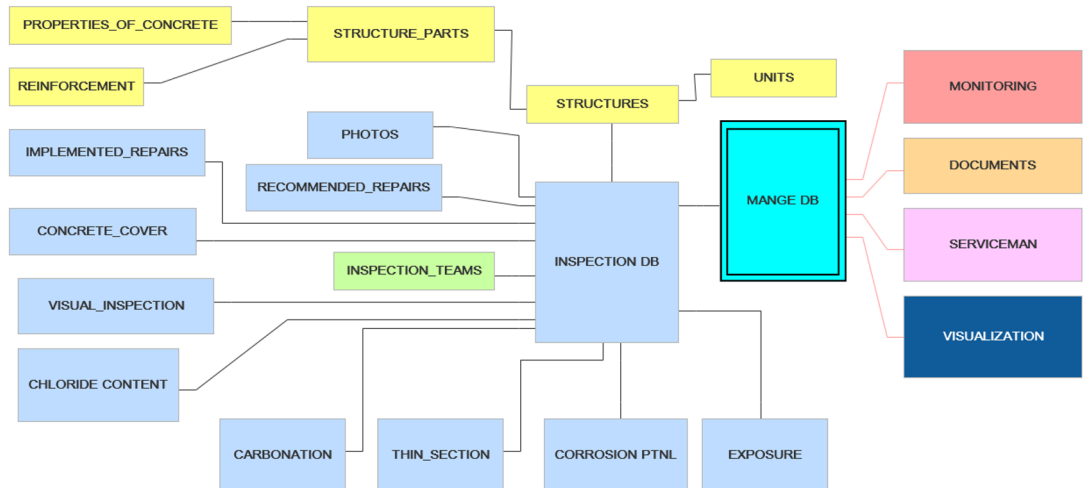 PROPERTIES_OF_CONCRETE
STRUCTURE_PARTS
REINFORCEMENT
UNITS
STRUCTURES
MONITORING
PHOTOS
IMPLEMENTED_REPAIRS
DOCUMENTS
RECOMMENDED_REPAIRS
MANGE DB
CONCRETE_COVER
SERVICEMAN
INSPECTION DB
INSPECTION_TEAMS
VISUAL_INSPECTION
VISUALIZATION
CHLORIDE CONTENT
CARBONATION
THIN_SECTION
CORROSION PTNL
EXPOSURE